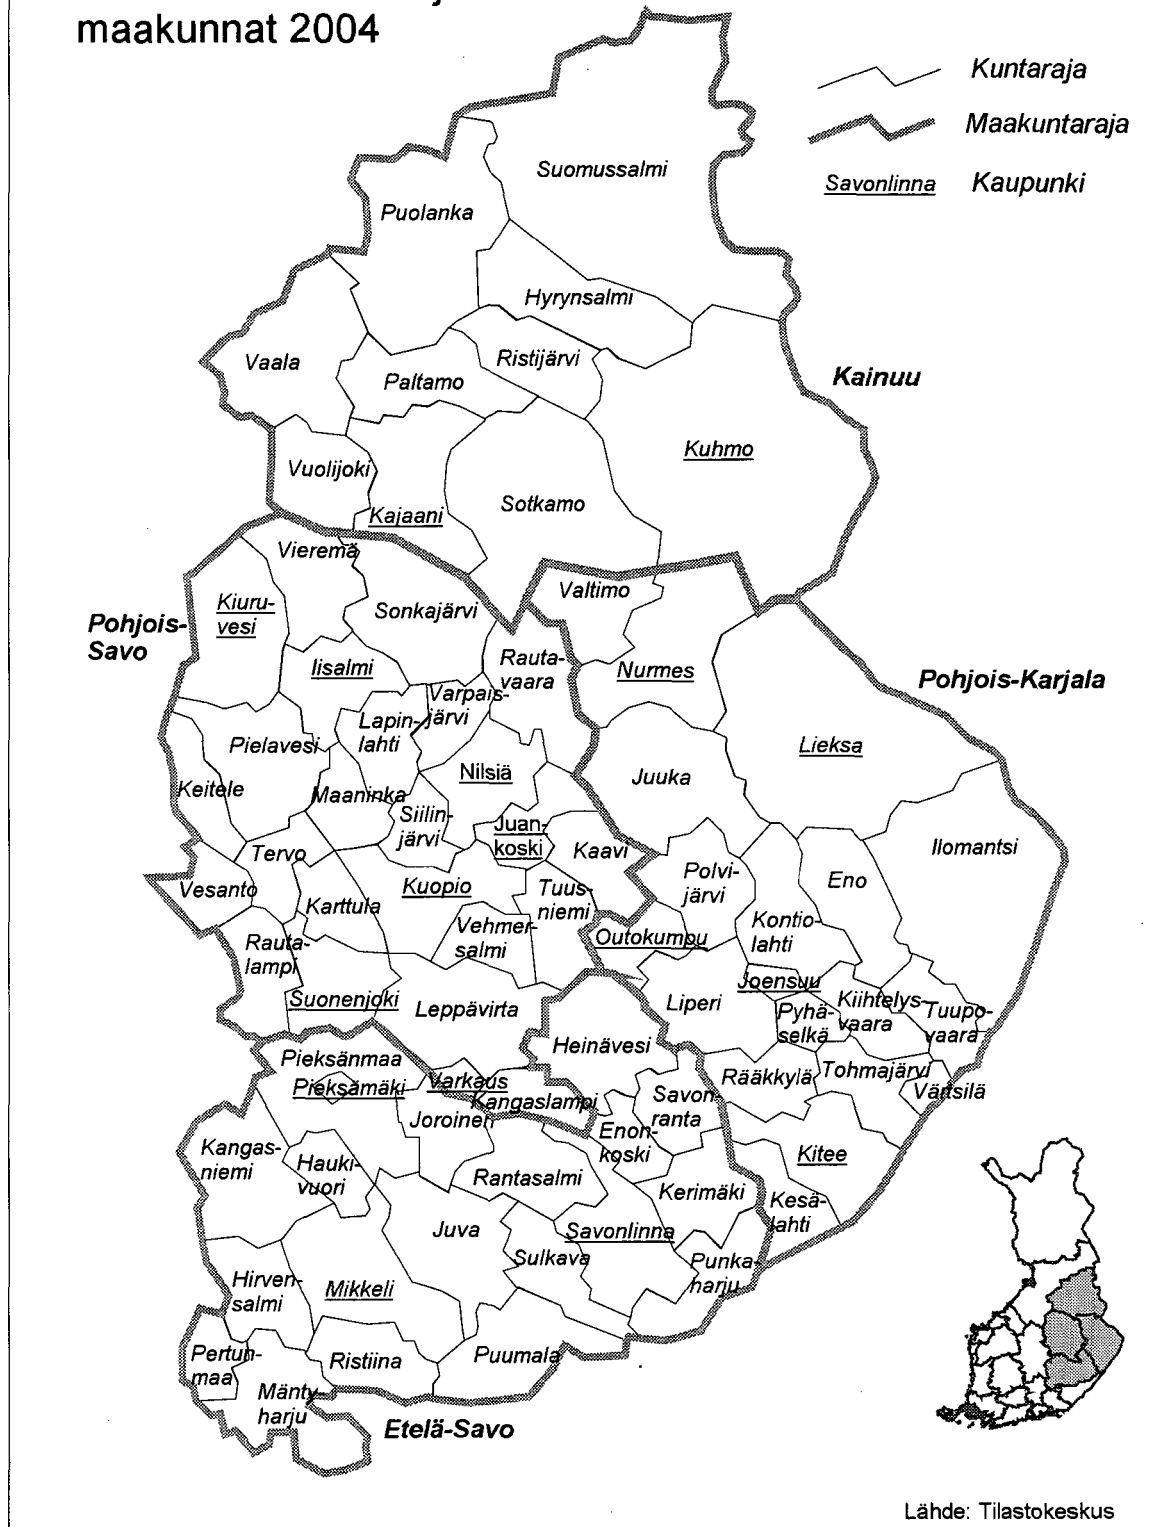 maakunnat 2004
Kuntaraja
Maakuntaraja
Savonlinna Kaupunki
Suomussalmi
Puolanka
Hyrynsalmi
Vaala
Ristijärvi
Paltamo
Kainuu
Kuhmo
Vuolijoki
Sotkamo
Kajaani
Vieremä
Valtimo
Kiuru-
vesi
Sonkajärvi
Pohjois-
Savo
Iisalmi
Rauta-
vaara
Nurmes
Pohjois-Karjala
Varpais-
järvi
Lapin-
lahti
Pielavesi
Lieksa
Nilsiä
Juuka
Keitele
Maaninka
Siilin-
järvi
Juan-
koski
Kaavi
Ilomantsi
Tervo
Polvi-
järvi
Eno
Vesanto
Kuopio
Tuus-
niemi
Karttula
Vehmer-
salmi
Kontio-
lahti
Outokumpu
Rauta-
lampi
Joensuu
Suonenjoki
Leppävirta
Liperi
Pyhä-
selkä
Kiihtelys-
vaara
Tuupo-
vaara
Heinävesi
Pieksänmaa
Pieksämäki
Varkaus
Kangaslampi
Rääkkylä
Tohmajärvi
Värtsilä
Savon-
ranta
Joroinen
Enon-
koski
Kangas-
niemi
Hauki-
vuori
Rantasalmi
Kitee
Kerimäki
Kesä-
lahti
Juva
Savonlinna
Sulkava
Punka-
harju
Hirven-
salmi
Mikkeli
Pertun-
maa
Ristiina
Puumala
Mänty-
harju
Etelä-Savo
Lähde: Tilastokeskus